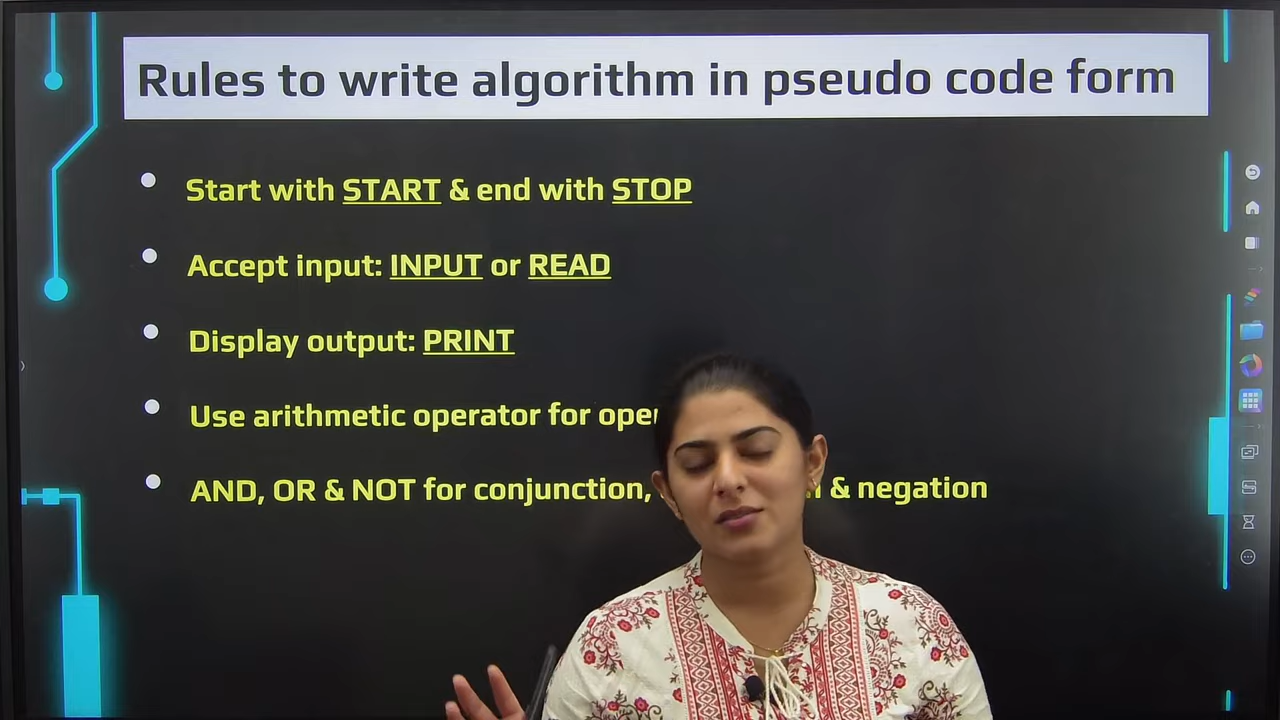 Rules to write algorithm in pseudo code form
Start with START & end with STOP
Accept input: INPUT or READ
Display output: PRINT
Use arithmetic operator for
AND, OR & NOT for conjunction, & negation